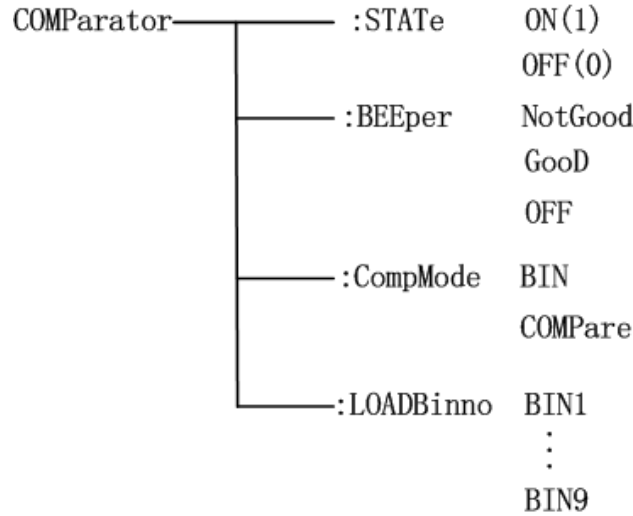 COMParator :STATe ON(1)
OFF(0)
:BEEper NotGood
GooD
OFF
:CompMode BIN
COMPare
:LOADBinno BIN1
⋮
BIN9